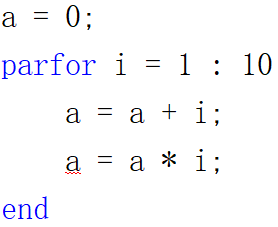 a = 0;
parfor i = 1 : 10
    a = a + i;
    a = a * i;
end